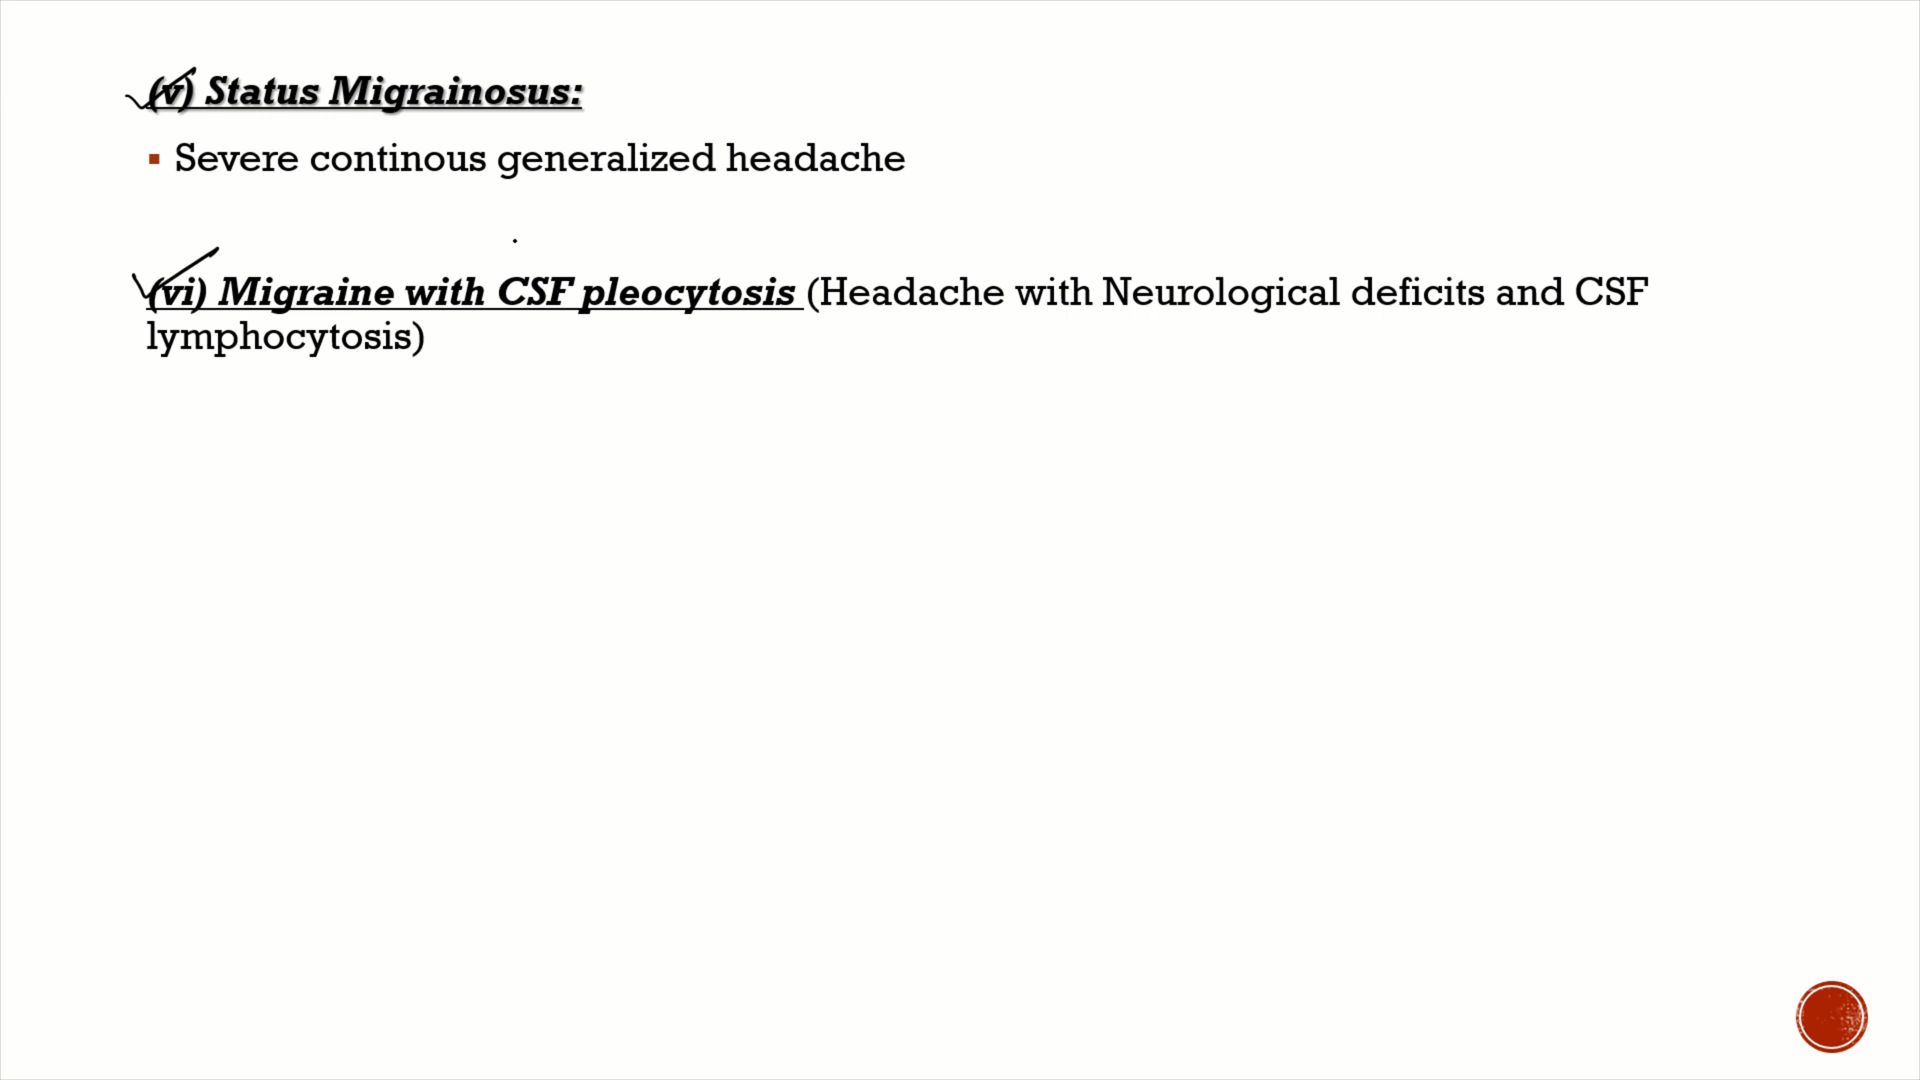 (v) Status Migrainosus:
▪ Severe continous generalized headache
(vi) Migraine with CSF pleocytosis (Headache with Neurological deficits and CSF
lymphocytosis)